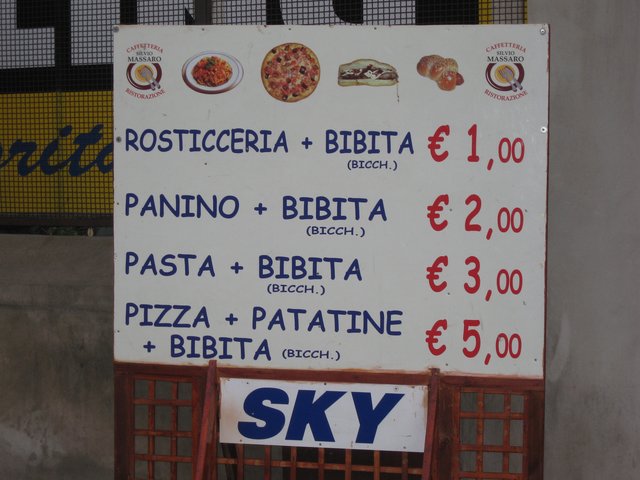 CAFFETTERIA
SILVIO
MASSARO
RISTORAZIONE
CAFFETTERIA
SILVIO
MASSARO
RISTORAZIONE
ROSTICCERIA + BIBITA € 1,00
(BICCH.)
PANINO + BIBITA € 2,00
(BICCH.)
PASTA + BIBITA € 3,00
(BICCH.)
PIZZA + PATATINE
+ BIBITA (BICCH.) € 5,00
SKY